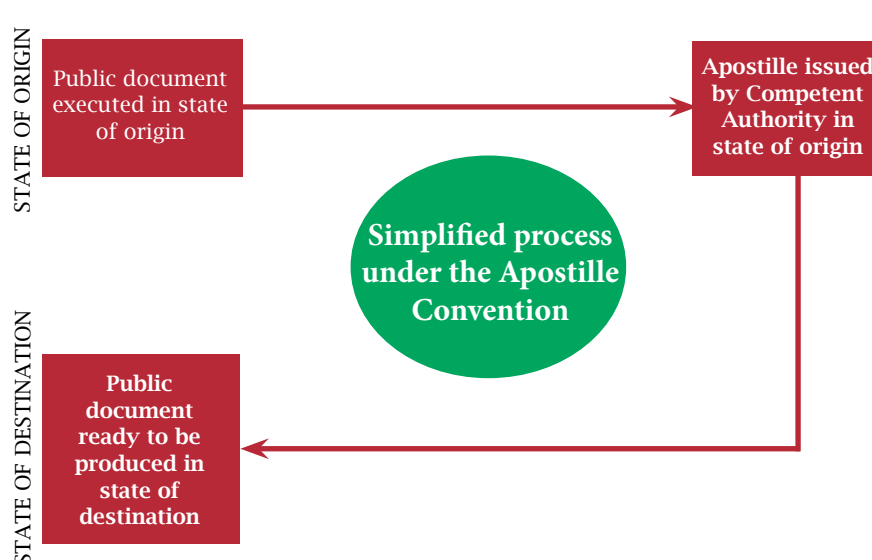 STATE OF ORIGIN
Public document
executed in state
of origin
Apostille issued
by Competent
Authority in
state of origin
Simplified process
under the Apostille
Convention
STATE OF DESTINATION
Public
document
ready to be
produced in
state of
destination